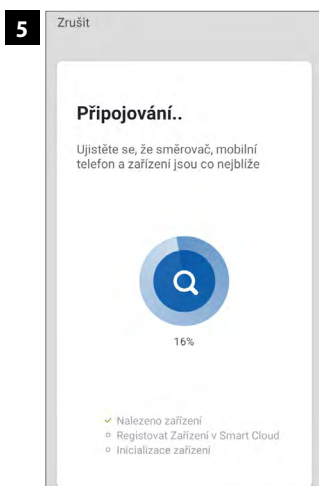 5
Zrušit
Připojování..
Ujistěte se, že směrovač, mobilní
telefon a zařízení jsou co nejblíže
16%
Nalezeno zařízení
Registovat Zařízení v Smart Cloud
Inicializace zařízení